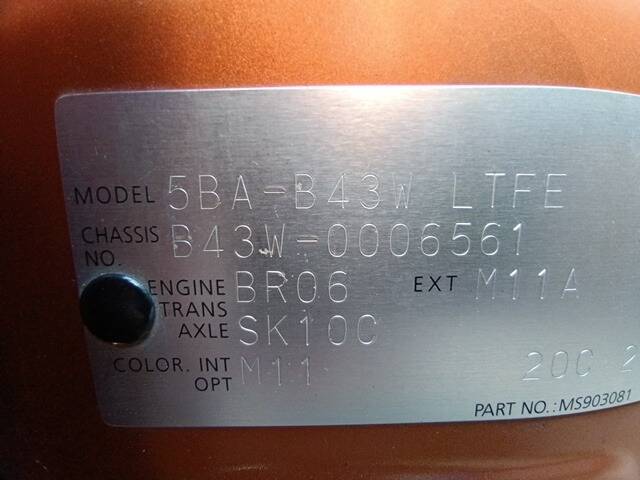 MODEL 5BA-B43W LTFE
CHASSIS NO. B43W-0006561
ENGINE BR06 EXT M11A
TRANS AXLE SK10C
COLOR. INT M11
OPT 20C 2
PART NO.:MS903081